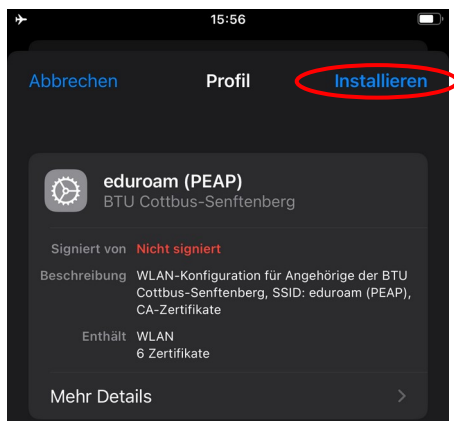 15:56
Abbrechen Profil Installieren
eduroam (PEAP)
BTU Cottbus-Senftenberg
Signiert von Nicht signiert
Beschreibung WLAN-Konfiguration für Angehörige der BTU
Cottbus-Senftenberg, SSID: eduroam (PEAP),
CA-Zertifikate
Enthält WLAN
6 Zertifikate
Mehr Details